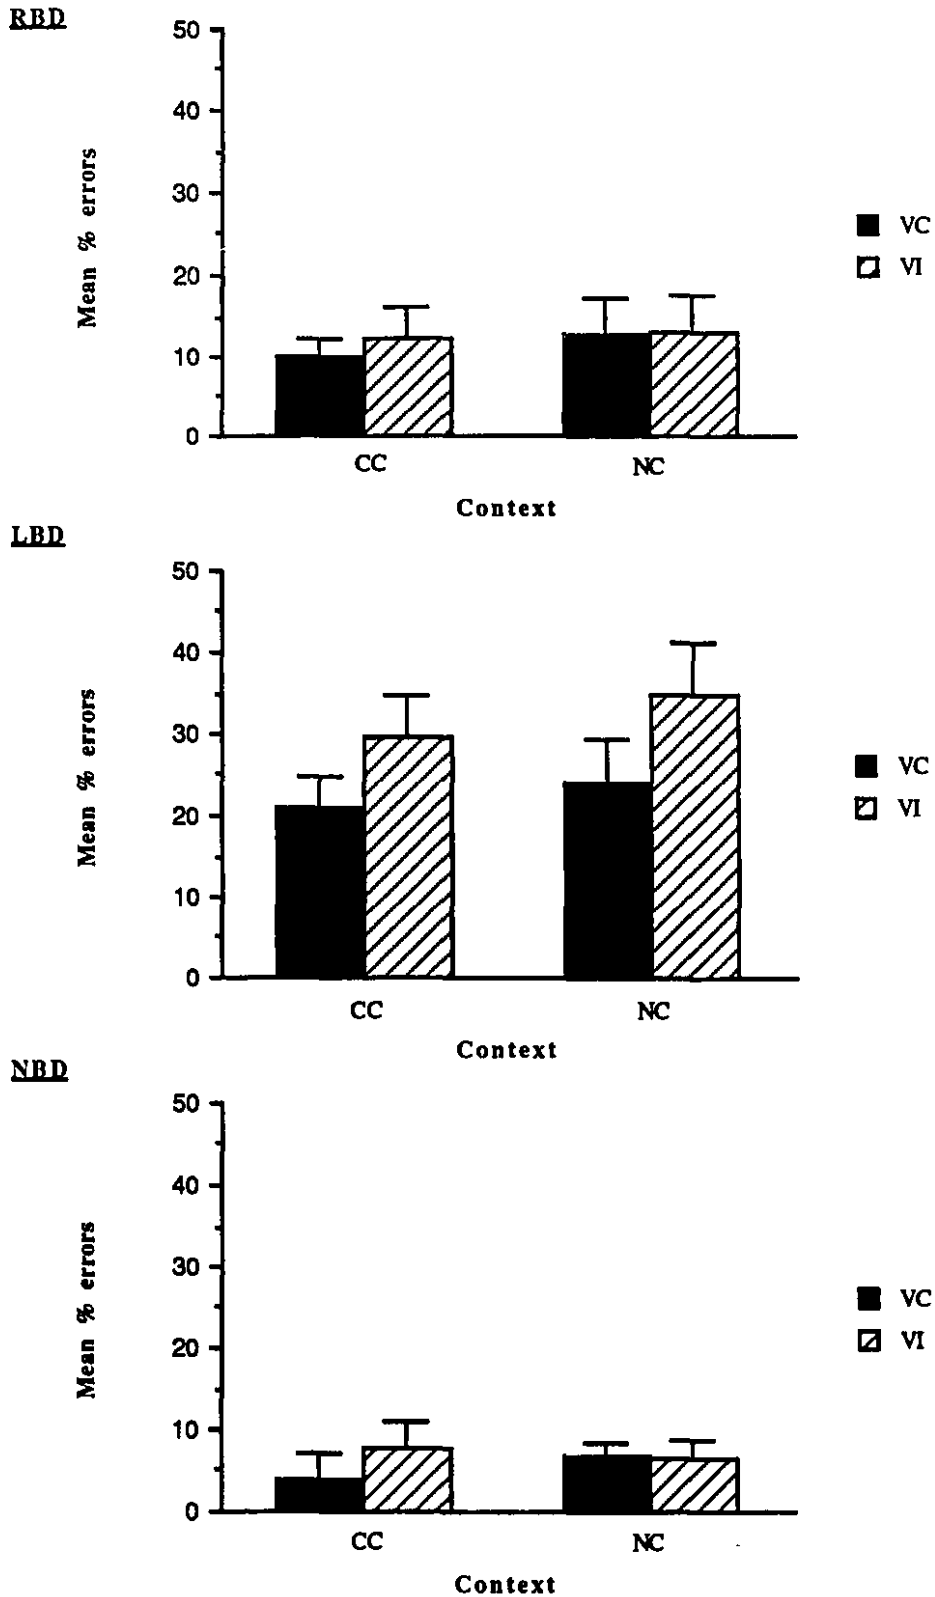 RBD
50
40
30
20
10
0
Mean % errors
VC
VI
CC NC
Context
LBD
50
40
30
20
10
0
Mean % errors
VC
VI
CC NC
Context
NBD
50
40
30
20
10
0
Mean % errors
VC
VI
CC NC
Context